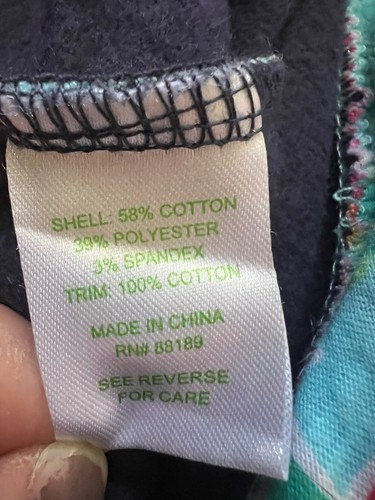 SHELL: 58% COTTON
39% POLYESTER
3% SPANDEX
TRIM: 100% COTTON
MADE IN CHINA
RN# 88189
SEE REVERSE
FOR CARE